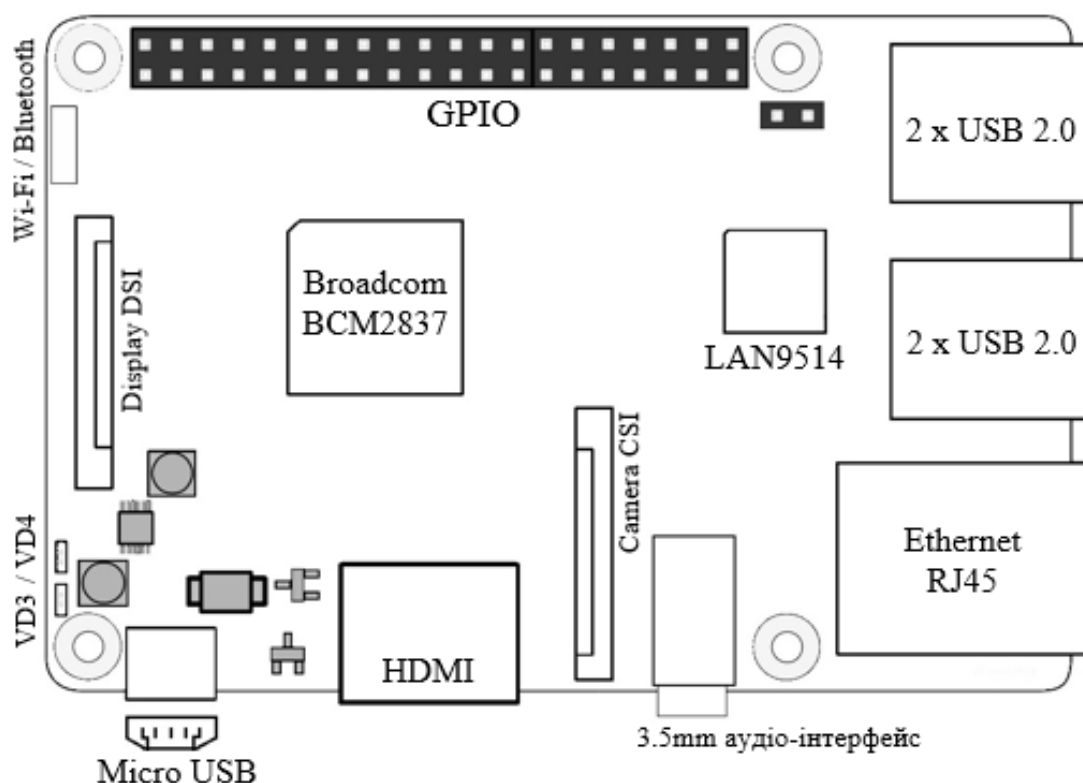 GPIO
Wi-Fi / Bluetooth
2 x USB 2.0
Broadcom
BCM2837
Display DSI
LAN9514
2 x USB 2.0
Camera CSI
VD3 / VD4
Ethernet
RJ45
HDMI
3.5mm аудіо-інтерфейс
Micro USB